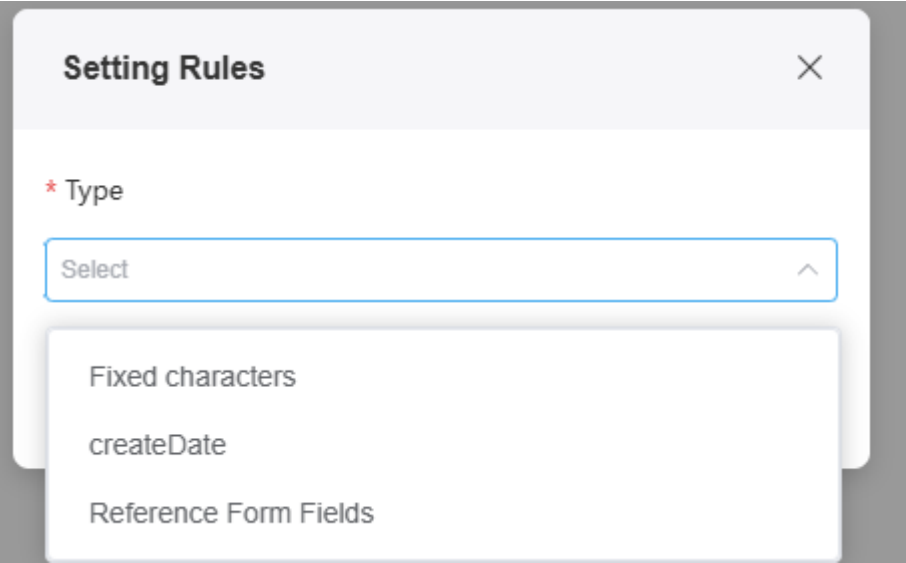 Setting Rules
* Type
Select
Fixed characters
createDate
Reference Form Fields